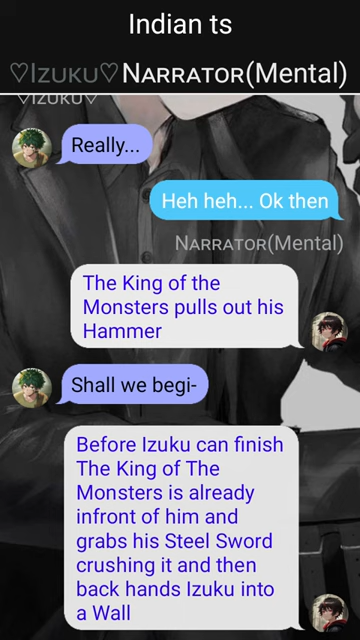 Indian ts
♡Izuku♡ Narrator(Mental)
♡Izuku♡
Really...
Heh heh... Ok then
Narrator(Mental)
The King of the
Monsters pulls out his
Hammer
Shall we begi-
Before Izuku can finish
The King of The
Monsters is already
infront of him and
grabs his Steel Sword
crushing it and then
back hands Izuku into
a Wall